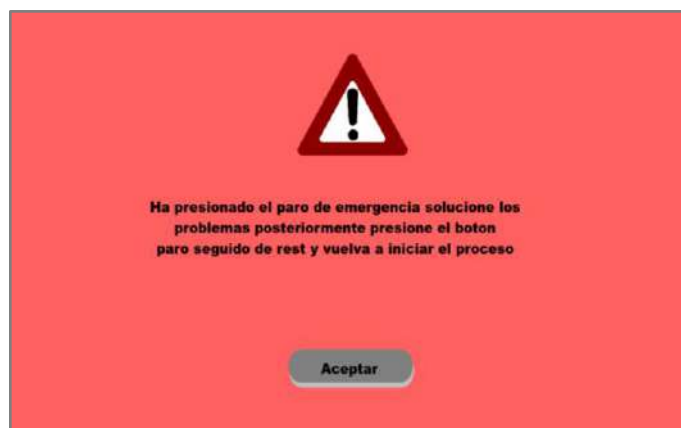 Ha presionado el paro de emergencia solucione los
problemas posteriormente presione el boton
paro seguido de rest y vuelva a iniciar el proceso
Aceptar